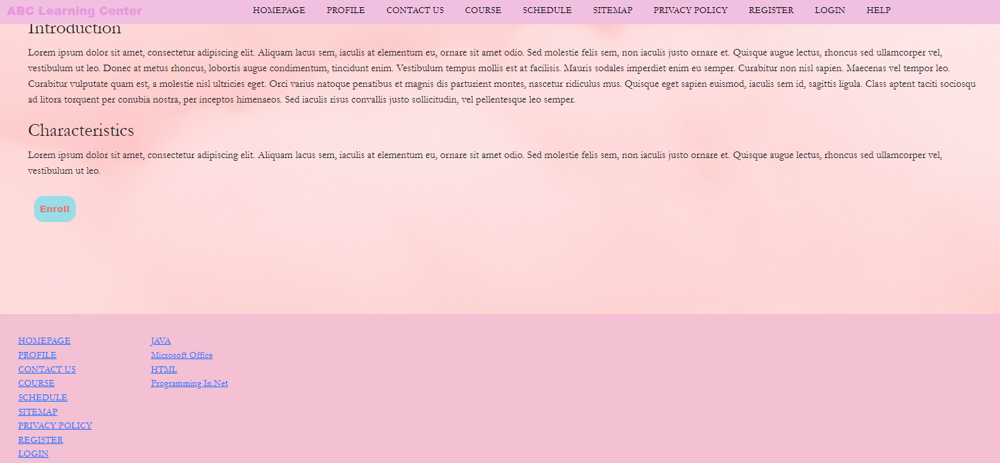 ABC Learning Center
HOMEPAGE PROFILE CONTACT US COURSE SCHEDULE SITEMAP PRIVACY POLICY REGISTER LOGIN HELP
Introduction
Lorem ipsum dolor sit amet, consectetur adipiscing elit. Aliquam lacus sem, iaculis at elementum eu, ornare sit amet odio. Sed molestie felis sem, non iaculis justo ornare et. Quisque augue lectus, rhoncus sed ullamcorper vel,
vestibulum ut leo. Donec at metus rhoncus, lobortis augue condimentum, tincidunt enim. Vestibulum tempus mollis est at facilisis. Mauris sodales imperdiet enim eu semper. Curabitur non nisl sapien. Maecenas vel tempor leo.
Curabitur vulputate quam est, a molestie nisl ultricies eget. Orci varius natoque penatibus et magnis dis parturient montes, nascetur ridiculus mus. Quisque eget sapien euismod, iaculis sem id, sagittis ligula. Class aptent taciti sociosqu
ad litora torquent per conubia nostra, per inceptos himenaeos. Sed iaculis risus convallis justo sollicitudin, vel pellentesque leo semper.
Characteristics
Lorem ipsum dolor sit amet, consectetur adipiscing elit. Aliquam lacus sem, iaculis at elementum eu, ornare sit amet odio. Sed molestie felis sem, non iaculis justo ornare et. Quisque augue lectus, rhoncus sed ullamcorper vel,
vestibulum ut leo.
Enroll
HOMEPAGE
PROFILE
CONTACT US
COURSE
SCHEDULE
SITEMAP
PRIVACY POLICY
REGISTER
LOGIN
JAVA
Microsoft Office
HTML
Programming In.Net